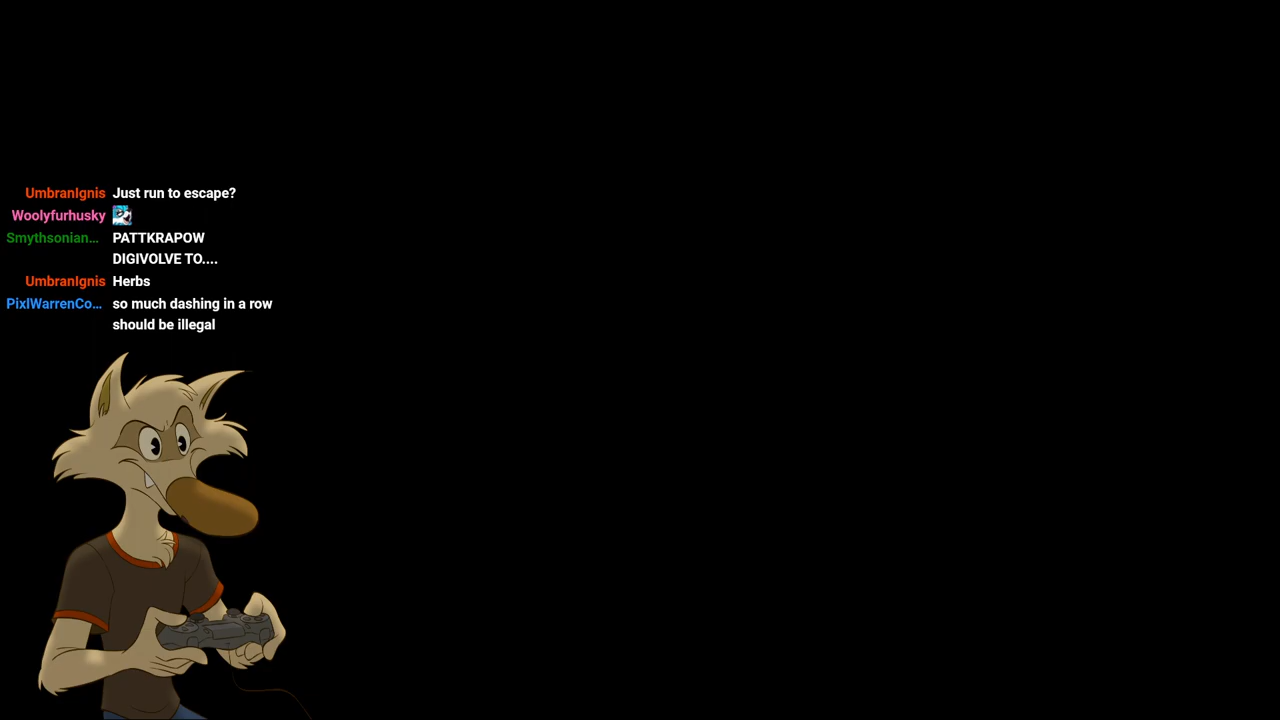 UmbranIgnis Just run to escape?
Woolyfurhusky
Smythsonian... PATTKRAPOW
DIGIVOLVE TO....
UmbranIgnis Herbs
PixlWarrenCo... so much dashing in a row
should be illegal